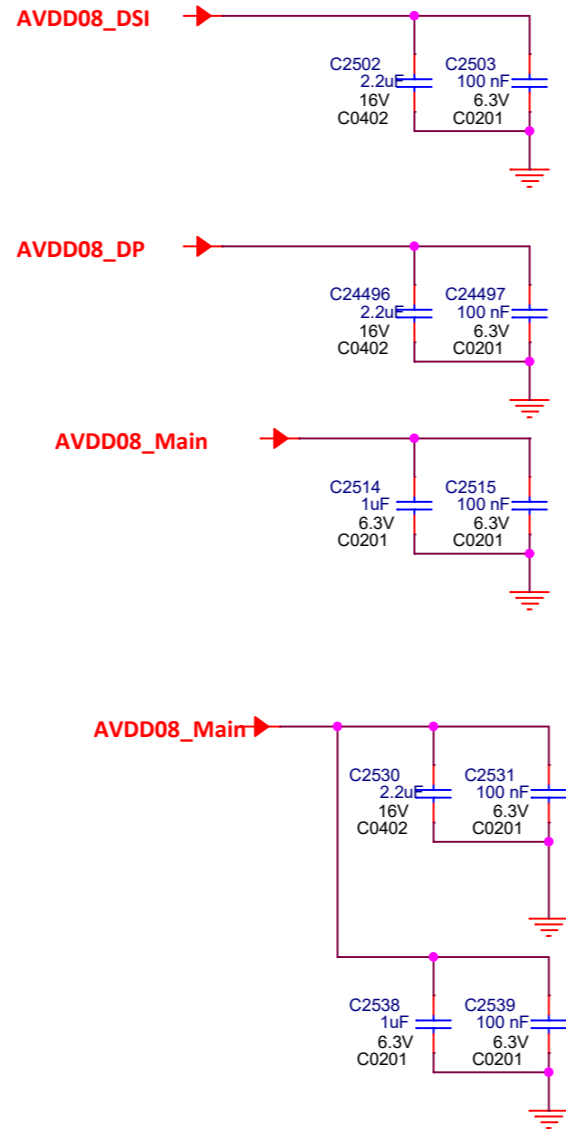 AVDD08_DSI
C2502
2.2uF
16V
C0402
C2503
100 nF
6.3V
C0201
AVDD08_DP
C24496
2.2uF
16V
C0402
C24497
100 nF
6.3V
C0201
AVDD08_Main
C2514
1uF
6.3V
C0201
C2515
100 nF
6.3V
C0201
AVDD08_Main
C2530
2.2uF
16V
C0402
C2531
100 nF
6.3V
C0201
C2538
1uF
6.3V
C0201
C2539
100 nF
6.3V
C0201